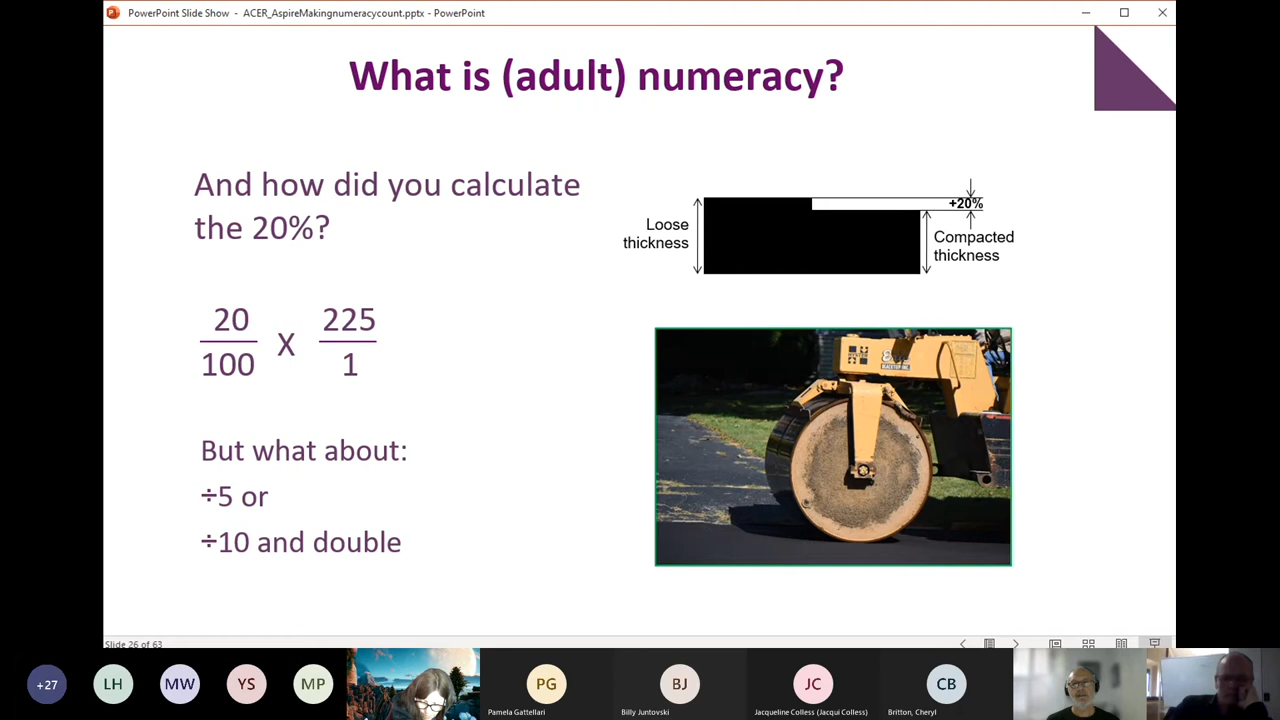 PowerPoint Slide Show - ACER_AspireMakingnumeracycount.pptx - PowerPoint
What is (adult) numeracy?
And how did you calculate
the 20%?
20
100
X
225
1
But what about:
÷5 or
÷10 and double
+20%
Loose
thickness
Compacted
thickness
Slide 26 of 63
+27
LH
MW
YS
MP
PG
Pamela Gattellari
BJ
Billy Juntovski
JC
Jacqueline Colless (Jacqui Colless)
CB
Britton, Cheryl